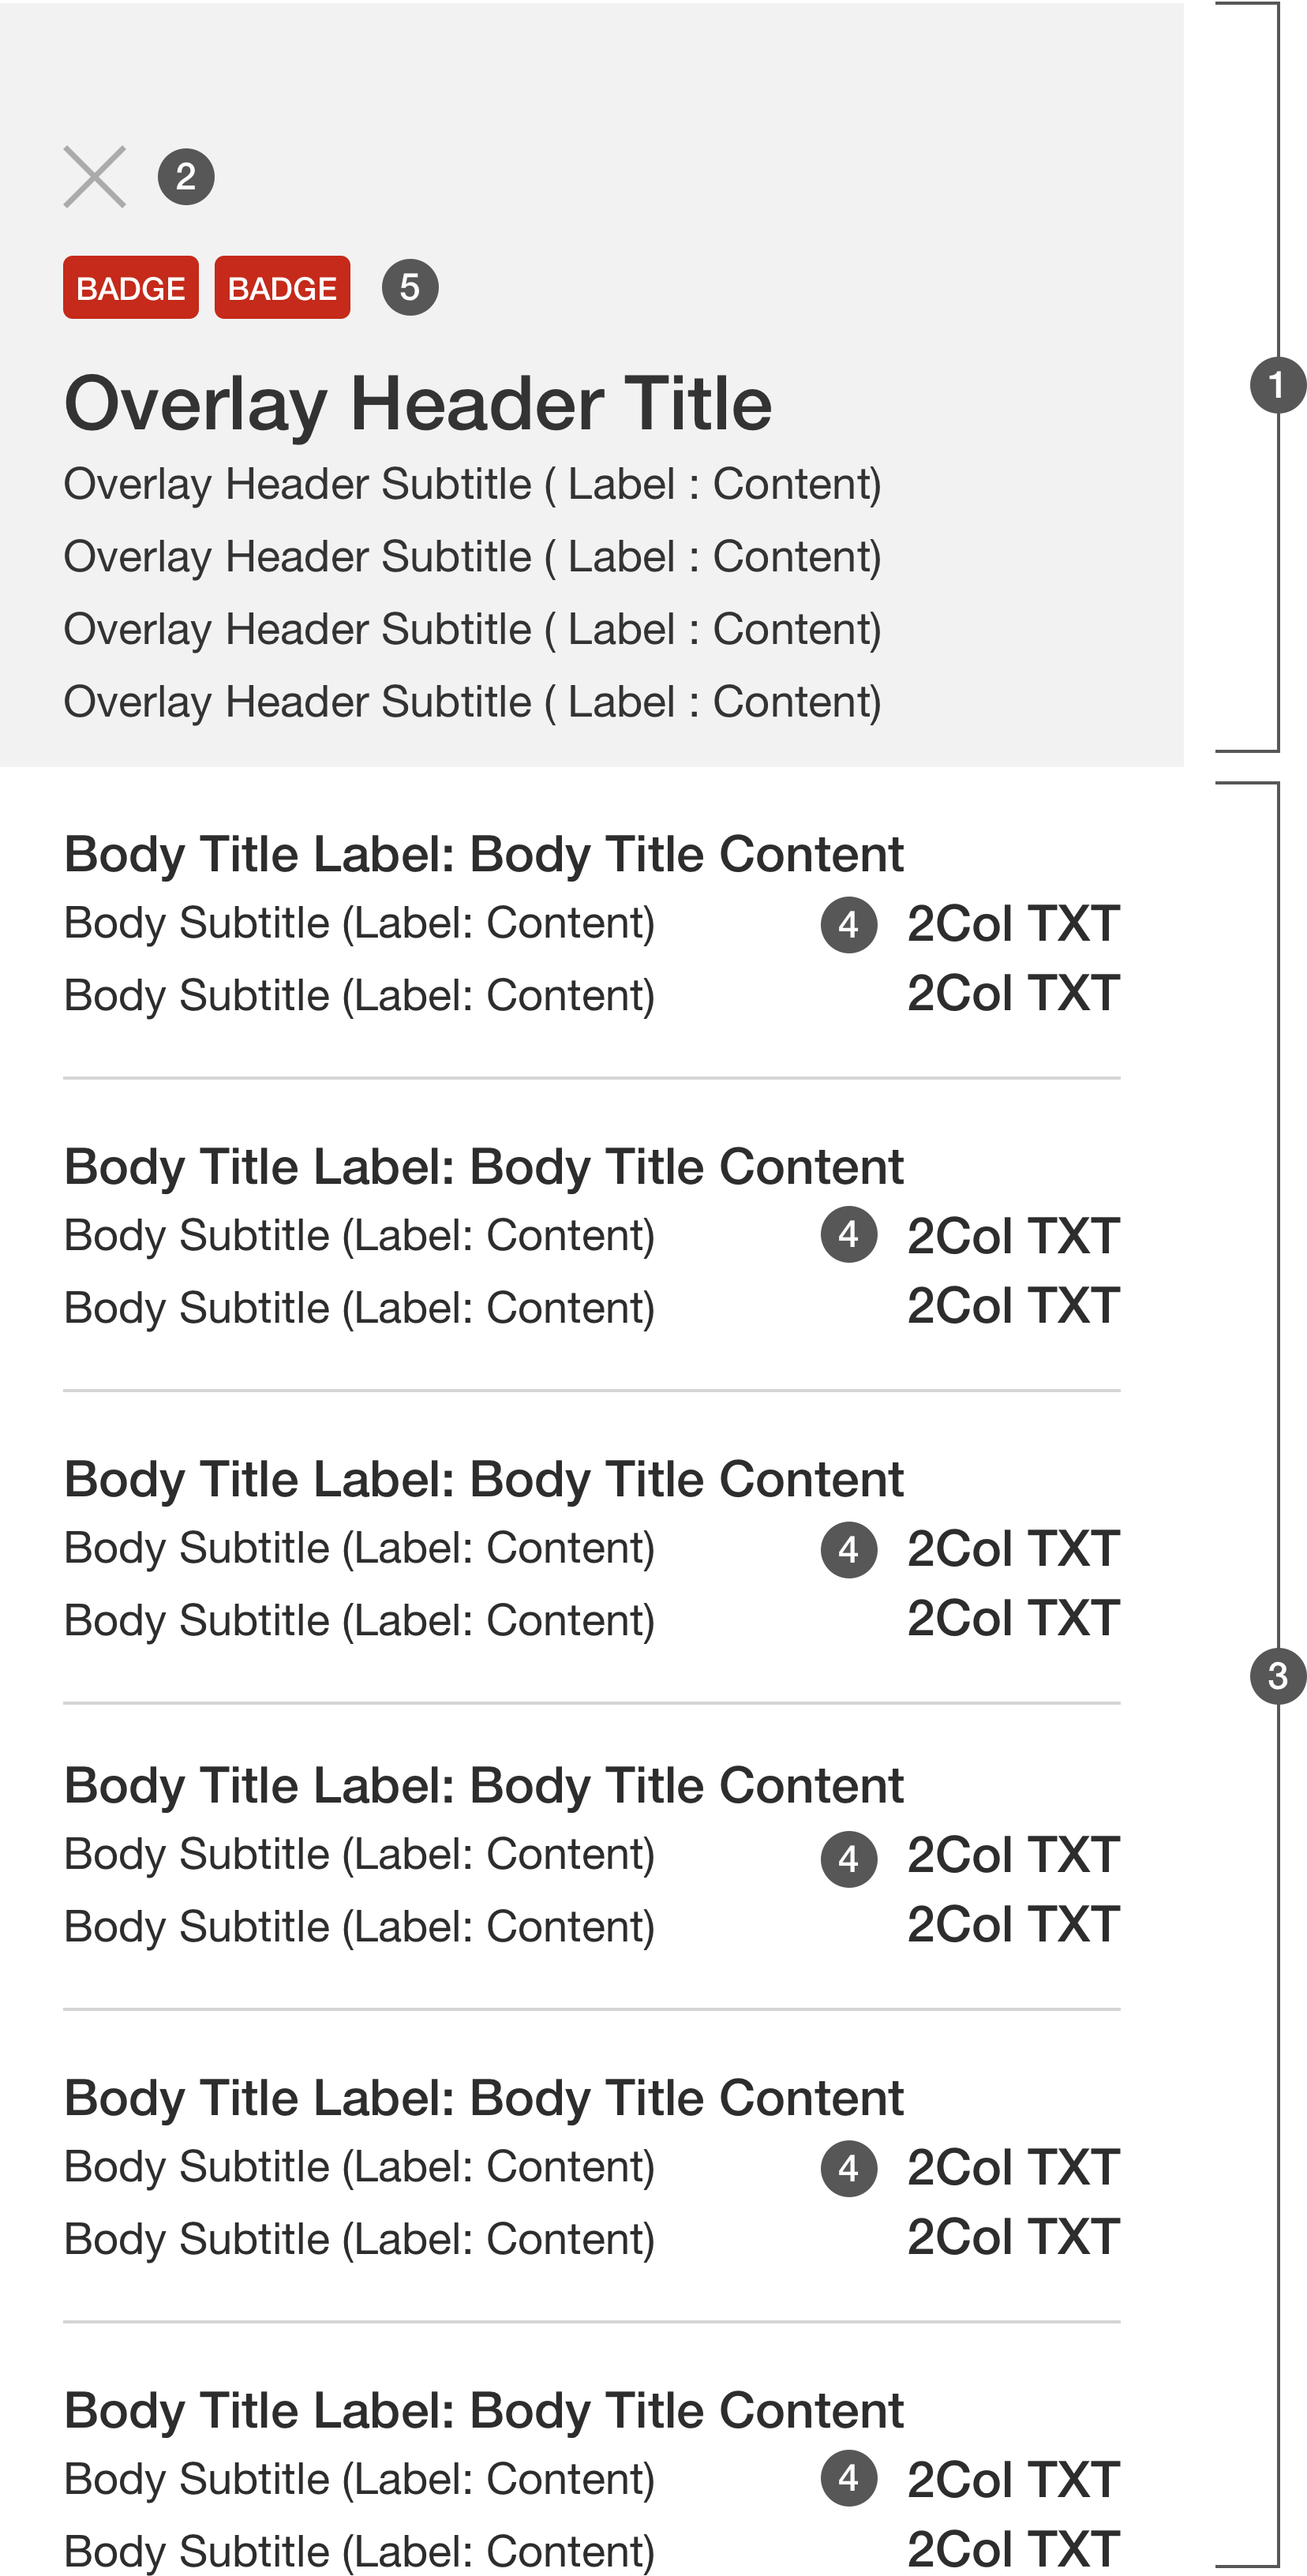 2
BADGE BADGE 5
Overlay Header Title
1
Overlay Header Subtitle ( Label : Content)
Overlay Header Subtitle ( Label : Content)
Overlay Header Subtitle ( Label : Content)
Overlay Header Subtitle ( Label : Content)
Body Title Label: Body Title Content
Body Subtitle (Label: Content) 4 2Col TXT
Body Subtitle (Label: Content) 2Col TXT
Body Title Label: Body Title Content
Body Subtitle (Label: Content) 4 2Col TXT
Body Subtitle (Label: Content) 2Col TXT
Body Title Label: Body Title Content
Body Subtitle (Label: Content) 4 2Col TXT
Body Subtitle (Label: Content) 2Col TXT
3
Body Title Label: Body Title Content
Body Subtitle (Label: Content) 4 2Col TXT
Body Subtitle (Label: Content) 2Col TXT
Body Title Label: Body Title Content
Body Subtitle (Label: Content) 4 2Col TXT
Body Subtitle (Label: Content) 2Col TXT
Body Title Label: Body Title Content
Body Subtitle (Label: Content) 4 2Col TXT
Body Subtitle (Label: Content) 2Col TXT